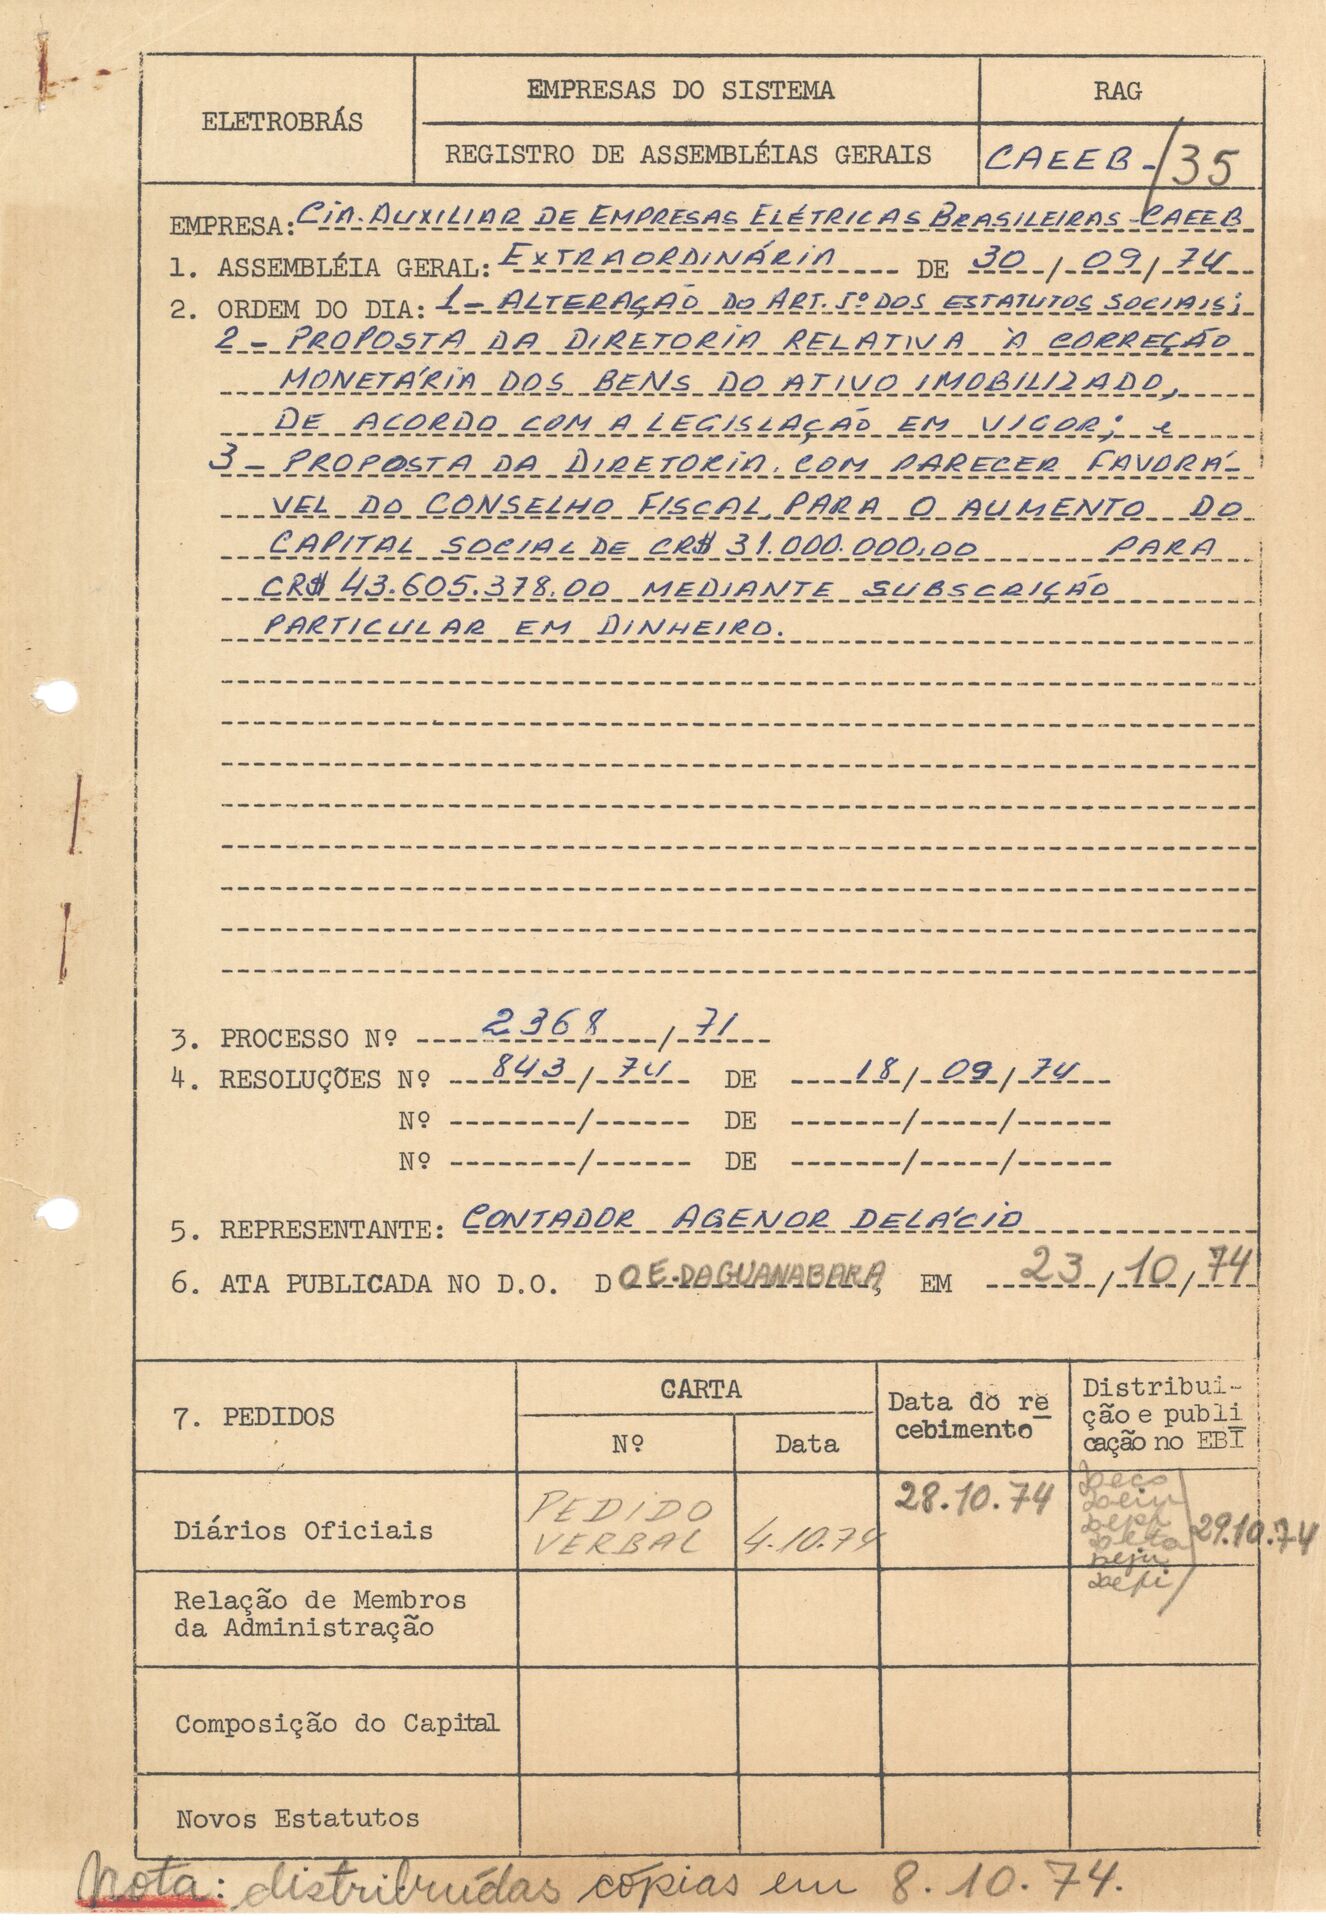 ELETROBRÁS
EMPRESAS DO SISTEMA
RAG
REGISTRO DE ASSEMBLÉIAS GERAIS
CAEEB-/35
EMPRESA: Cia. Auxiliar de Empresas Elétricas Brasileiras-CAEEB
1. ASSEMBLÉIA GERAL: Extraordinária DE 30/09/74
2. ORDEM DO DIA: 1- ALTERAÇÃO DO ART. 5º DOS ESTATUTOS SOCIAIS;
2- PROPOSTA DA DIRETORIA RELATIVA À CORREÇÃO
MONETÁRIA DOS BENS DO ATIVO IMOBILIZADO,
DE ACORDO COM A LEGISLAÇÃO EM VIGOR; e
3- PROPOSTA DA DIRETORIA, COM PARECER FAVORÁ-
VEL DO CONSELHO FISCAL, PARA O AUMENTO DO
CAPITAL SOCIAL DE CR$ 31.000.000,00 PARA
CR$ 43.605.378,00 MEDIANTE SUBSCRIÇÃO
PARTICULAR EM DINHEIRO.
3. PROCESSO Nº 2368/71
4. RESOLUÇÕES Nº 843/74 DE 18/09/74
Nº / DE / /
Nº / DE / /
5. REPRESENTANTE: CONTADOR AGENOR DELÁCIO
6. ATA PUBLICADA NO D.O. DO E. DA GUANABARA, EM 23/10/74
7. PEDIDOS
CARTA
Nº
Data
Data do re
cebimento
Distribui-
ção e publi
cação no EBI
Diários Oficiais
PEDIDO
VERBAL
4.10.74
28.10.74
29.10.74
Relação de Membros
da Administração
Composição do Capital
Novos Estatutos
Nota: distribuídas cópias em 8.10.74.